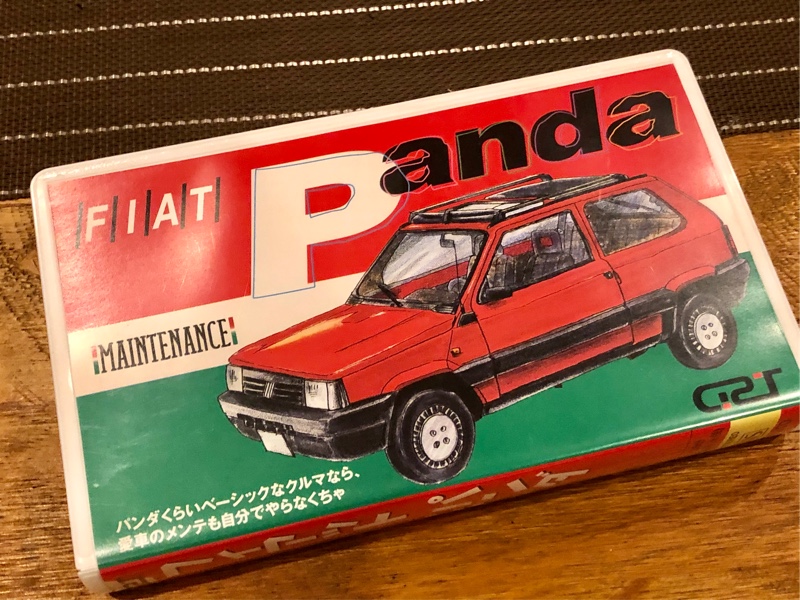 FIAT
Panda
MAINTENANCE
GST
パンダくらいベーシックなクルマなら、
愛車のメンテも自分でやらなくちゃ